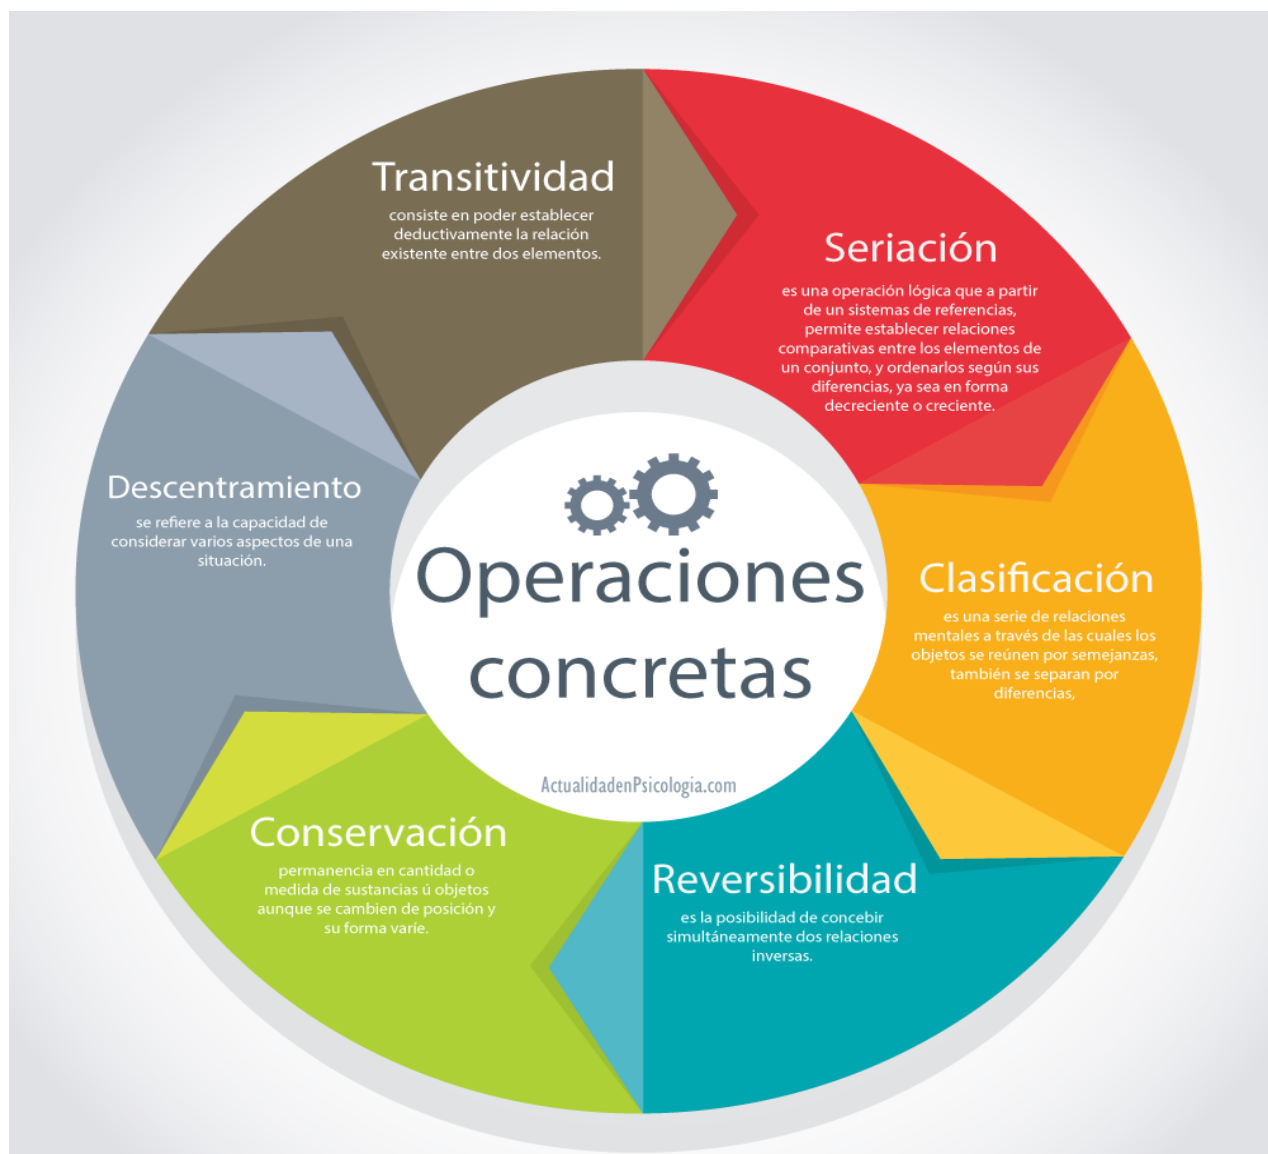 Transitividad
consiste en poder establecer
deductivamente la relación
existente entre dos elementos.
Seriación
es una operación lógica que a partir
de un sistemas de referencias,
permite establecer relaciones
comparativas entre los elementos de
un conjunto, y ordenarlos según sus
diferencias, ya sea en forma
decreciente o creciente.
Descentramiento
se refiere a la capacidad de
considerar varios aspectos de una
situación.
Operaciones
concretas
ActualidadenPsicologia.com
Clasificación
es una serie de relaciones
mentales a través de las cuales los
objetos se reúnen por semejanzas,
también se separan por
diferencias,
Conservación
permanencia en cantidad o
medida de sustancias ú objetos
aunque se cambien de posición y
su forma varíe.
Reversibilidad
es la posibilidad de concebir
simultáneamente dos relaciones
inversas.